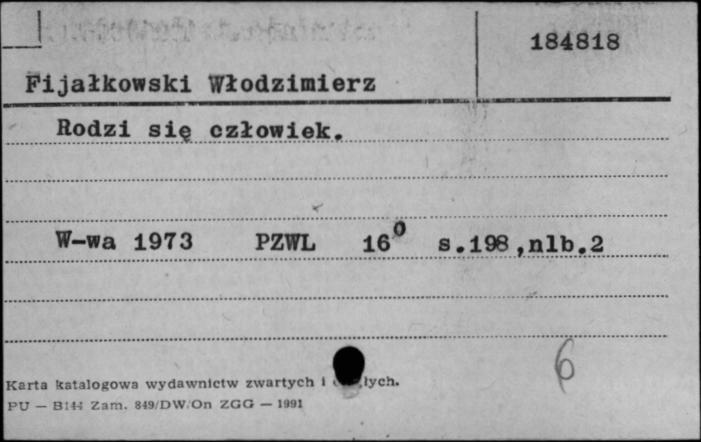 184818
Fijałkowski Włodzimierz
Rodzi się człowiek.
W-wa 1973 PZWL 16⁰ s.198,nlb.2
6
Karta katalogowa wydawnictw zwartych i lych.
PU — B144 Zam. 849/DW/On ZGG — 1991